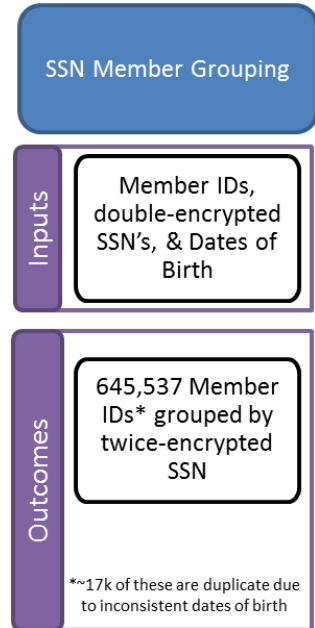 SSN Member Grouping
Inputs
Member IDs,
double-encrypted
SSN's, & Dates of
Birth
Outcomes
645,537 Member
IDs* grouped by
twice-encrypted
SSN
*~17k of these are duplicate due
to inconsistent dates of birth